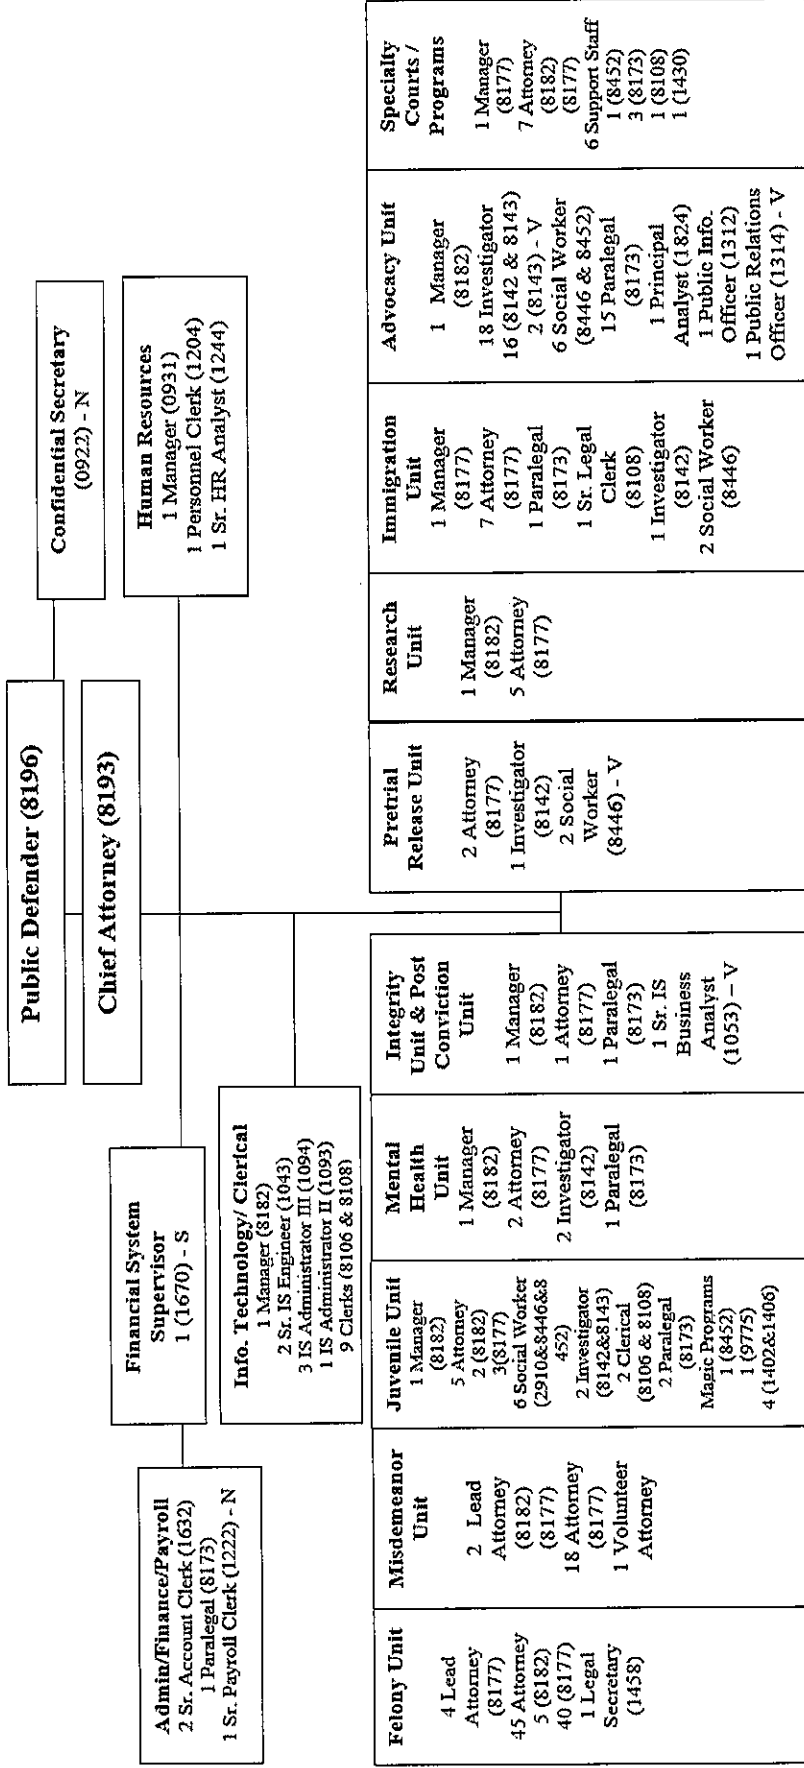 Public Defender (8196)
Chief Attorney (8193)
Confidential Secretary
(0922) - N
Financial System
Supervisor
1 (1670) - S
Human Resources
1 Manager (0931)
1 Personnel Clerk (1204)
1 Sr. HR Analyst (1244)
Admin/Finance/Payroll
2 Sr. Account Clerk (1632)
1 Paralegal (8173)
1 Sr. Payroll Clerk (1222) - N
Info. Technology/ Clerical
1 Manager (8182)
2 Sr. IS Engineer (1043)
3 IS Administrator III (1094)
1 IS Administrator II (1093)
9 Clerks (8106 & 8108)
Felony Unit
4 Lead
Attorney
(8177)
45 Attorney
5 (8182)
40 (8177)
1 Legal
Secretary
(1458)
Misdemeanor
Unit
2 Lead
Attorney
(8182)
(8177)
18 Attorney
(8177)
1 Volunteer
Attorney
Juvenile Unit
1 Manager
(8182)
5 Attorney
2 (8182)
3(8177)
6 Social Worker
(2910&8446&8
452)
2 Investigator
(8142&8143)
2 Clerical
(8106 & 8108)
2 Paralegal
(8173)
Magic Programs
1 (8452)
1 (9775)
4 (1402&1406)
Mental
Health
Unit
1 Manager
(8182)
2 Attorney
(8177)
2 Investigator
(8142)
1 Paralegal
(8173)
Integrity
Unit & Post
Conviction
Unit
1 Manager
(8182)
1 Attorney
(8177)
1 Paralegal
(8173)
1 Sr. IS
Business
Analyst
(1053) – V
Pretrial
Release Unit
2 Attorney
(8177)
1 Investigator
(8142)
2 Social
Worker
(8446) - V
Research
Unit
1 Manager
(8182)
5 Attorney
(8177)
Immigration
Unit
1 Manager
(8177)
7 Attorney
(8177)
1 Paralegal
(8173)
1 Sr. Legal
Clerk
(8108)
1 Investigator
(8142)
2 Social Worker
(8446)
Advocacy Unit
1 Manager
(8182)
18 Investigator
16 (8142 & 8143)
2 (8143) - V
6 Social Worker
(8446 & 8452)
15 Paralegal
(8173)
1 Principal
Analyst (1824)
1 Public Info.
Officer (1312)
1 Public Relations
Officer (1314) - V
Specialty
Courts /
Programs
1 Manager
(8177)
7 Attorney
(8182)
(8177)
6 Support Staff
1 (8452)
3 (8173)
1 (8108)
1 (1430)